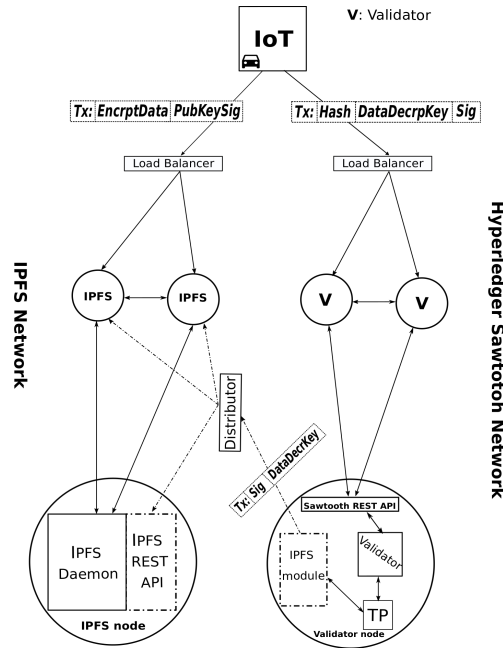 V: Validator
IoT
Tx: EncrptData PubKeySig
Tx: Hash DataDecrpKey Sig
Load Balancer
Load Balancer
IPFS Network
Hyperledger Sawtotoh Network
IPFS
IPFS
V
V
Distributor
Tx: Sig DataDecrKey
Sawtooth REST API
IPFS
Daemon
IPFS
REST
API
IPFS
module
Validator
TP
IPFS node
Validator node